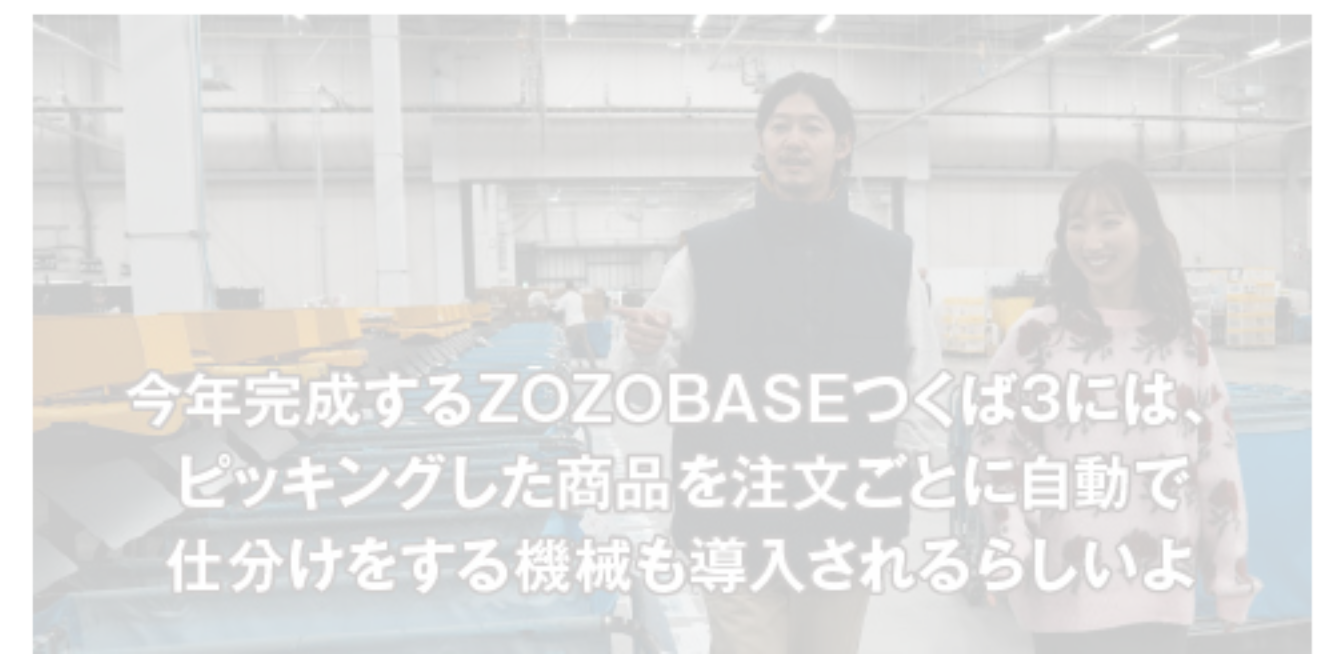 今年完成するZOZOBASEつくば3には、
ピッキングした商品を注文ごとに自動で
仕分けをする機械も導入されるらしいよ